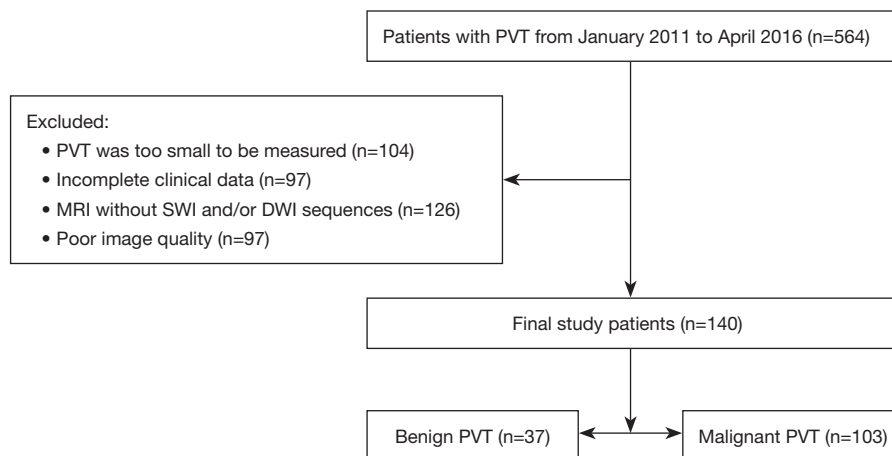 Patients with PVT from January 2011 to April 2016 (n=564)
Excluded:
• PVT was too small to be measured (n=104)
• Incomplete clinical data (n=97)
• MRI without SWI and/or DWI sequences (n=126)
• Poor image quality (n=97)
Final study patients (n=140)
Benign PVT (n=37)
Malignant PVT (n=103)